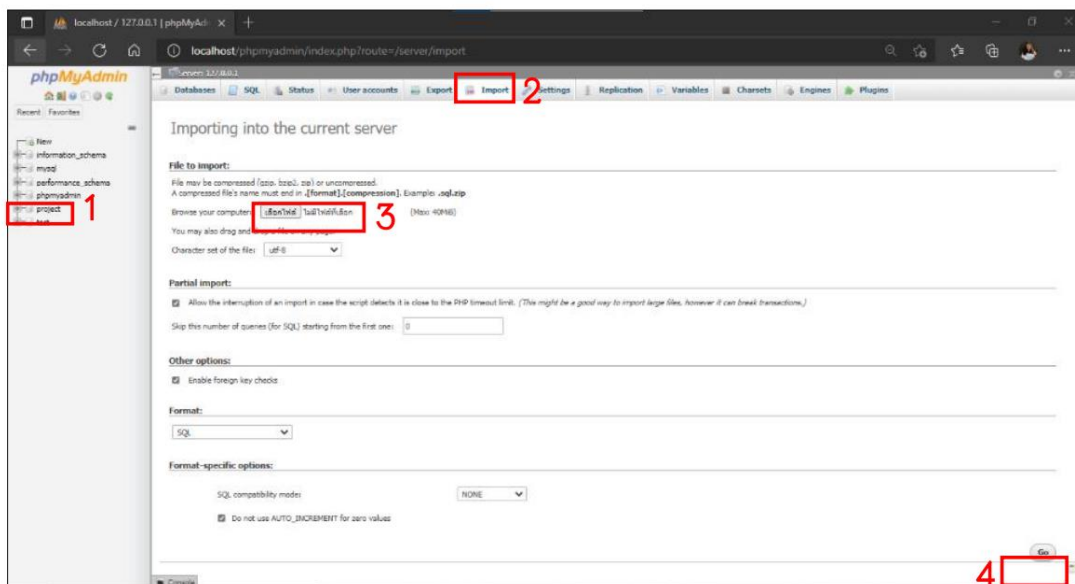 localhost / 127.0.0.1 | phpMyAd
localhost/phpmyadmin/index.php?route=/server/import
phpMyAdmin
Recent Favorites
New
information_schema
mysql
performance_schema
phpmyadmin
project
test
1
Server: 127.0.0.1
Databases SQL Status User accounts Export Import Settings Replication Variables Charsets Engines Plugins
2
Importing into the current server
File to import:
File may be compressed (gzip, bzip2, zip) or uncompressed.
A compressed file's name must end in .[format].[compression]. Example: .sql.zip
Browse your computer: เลือกไฟล์ ไม่มีไฟล์ที่เลือก (Max: 40MiB)
3
You may also drag and drop a file on any page.
Character set of the file: utf-8
Partial import:
Allow the interruption of an import in case the script detects it is close to the PHP timeout limit. (This might be a good way to import large files, however it can break transactions.)
Skip this number of queries (for SQL) starting from the first one: 0
Other options:
Enable foreign key checks
Format:
SQL
Format-specific options:
SQL compatibility mode: NONE
Do not use AUTO_INCREMENT for zero values
Go
4
Console